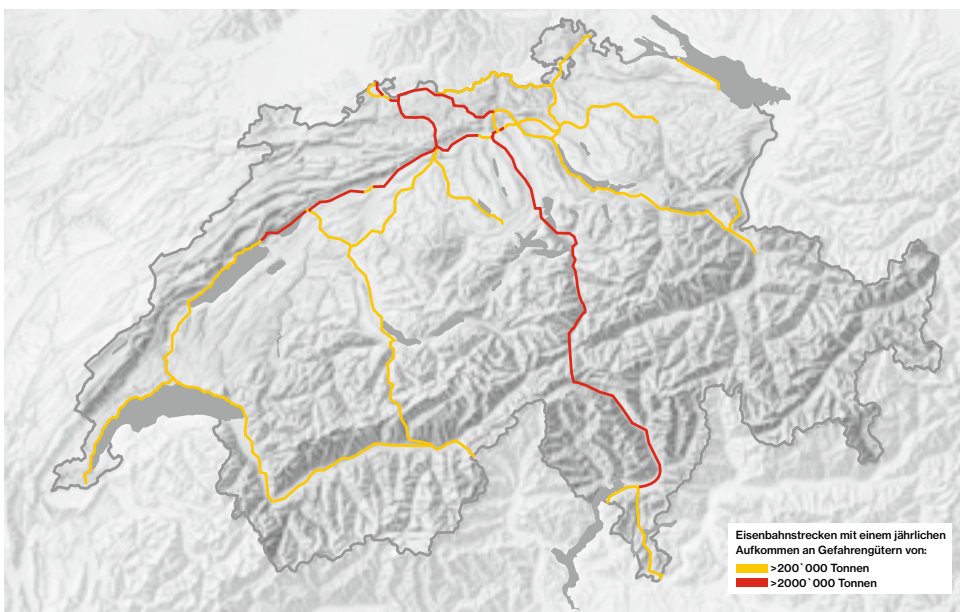 Eisenbahnstrecken mit einem jährlichen
Aufkommen an Gefahrengütern von:
>200`000 Tonnen
>2000`000 Tonnen